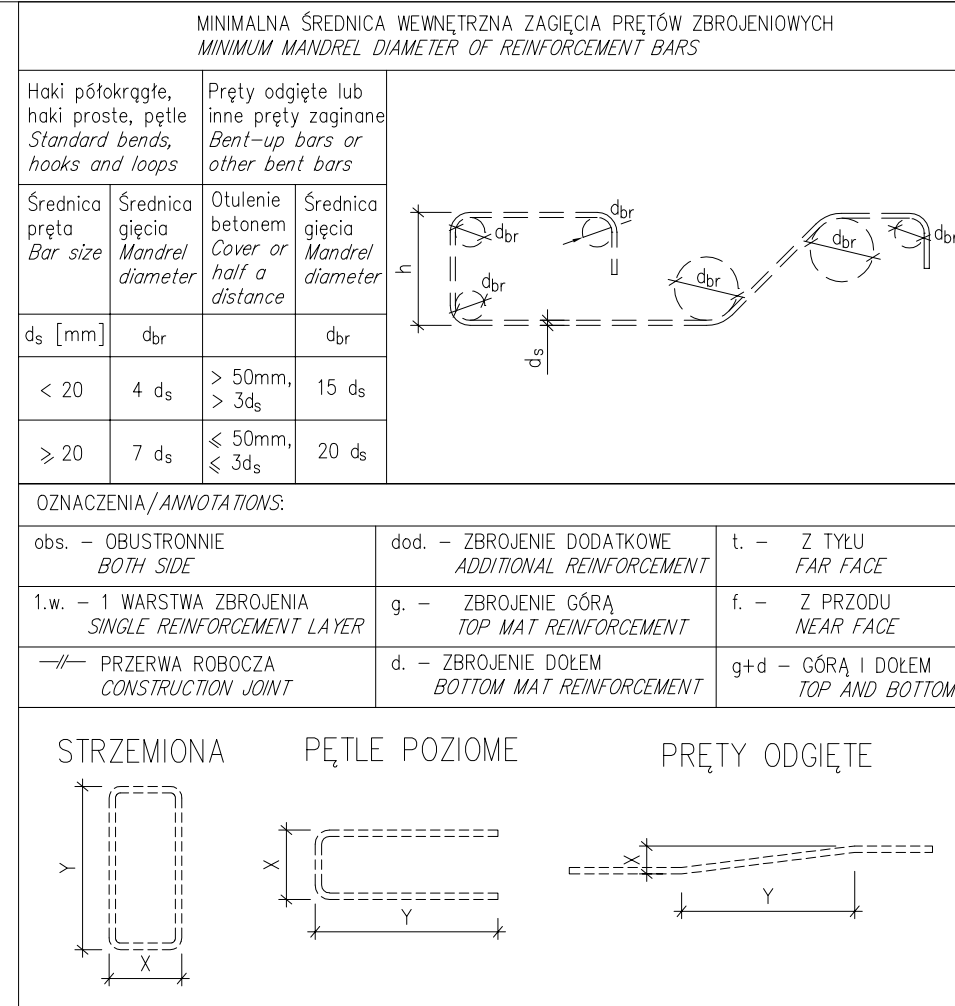 MINIMALNA ŚREDNICA WEWNĘTRZNA ZAGIĘCIA PRĘTÓW ZBROJENIOWYCH
MINIMUM MANDREL DIAMETER OF REINFORCEMENT BARS
Haki półokrągłe,
haki proste, pętle
Standard bends,
hooks and loops
Pręty odgięte lub
inne pręty zaginane
Bent-up bars or
other bent bars
Średnica
pręta
Bar size
Średnica
gięcia
Mandrel
diameter
Otulenie
betonem
Cover or
half a
distance
Średnica
gięcia
Mandrel
diameter
ds [mm]
dbr
dbr
< 20
4 ds
> 50mm,
> 3ds
15 ds
⩾ 20
7 ds
⩽ 50mm,
⩽ 3ds
20 ds
h
dbr
dbr
dbr
dbr
dbr
dbr
ds
OZNACZENIA/ANNOTATIONS:
obs. – OBUSTRONNIE
BOTH SIDE
dod. – ZBROJENIE DODATKOWE
ADDITIONAL REINFORCEMENT
t. – Z TYŁU
FAR FACE
1.w. – 1 WARSTWA ZBROJENIA
SINGLE REINFORCEMENT LAYER
g. – ZBROJENIE GÓRĄ
TOP MAT REINFORCEMENT
f. – Z PRZODU
NEAR FACE
—//— PRZERWA ROBOCZA
CONSTRUCTION JOINT
d. – ZBROJENIE DOŁEM
BOTTOM MAT REINFORCEMENT
g+d – GÓRĄ I DOŁEM
TOP AND BOTTOM
STRZEMIONA
PĘTLE POZIOME
PRĘTY ODGIĘTE
Y
X
X
Y
X
Y